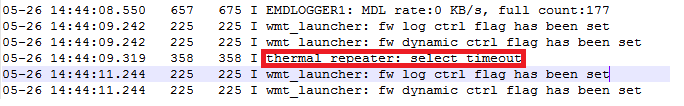 05-26 14:44:08.550 657 675 I EMDLOGGER1: MDL rate:0 KB/s, full count:177
05-26 14:44:09.242 225 225 I wmt_launcher: fw log ctrl flag has been set
05-26 14:44:09.242 225 225 I wmt_launcher: fw dynamic ctrl flag has been set
05-26 14:44:09.319 358 358 I thermal_repeater: select timeout
05-26 14:44:11.244 225 225 I wmt_launcher: fw log ctrl flag has been set
05-26 14:44:11.244 225 225 I wmt_launcher: fw dynamic ctrl flag has been set